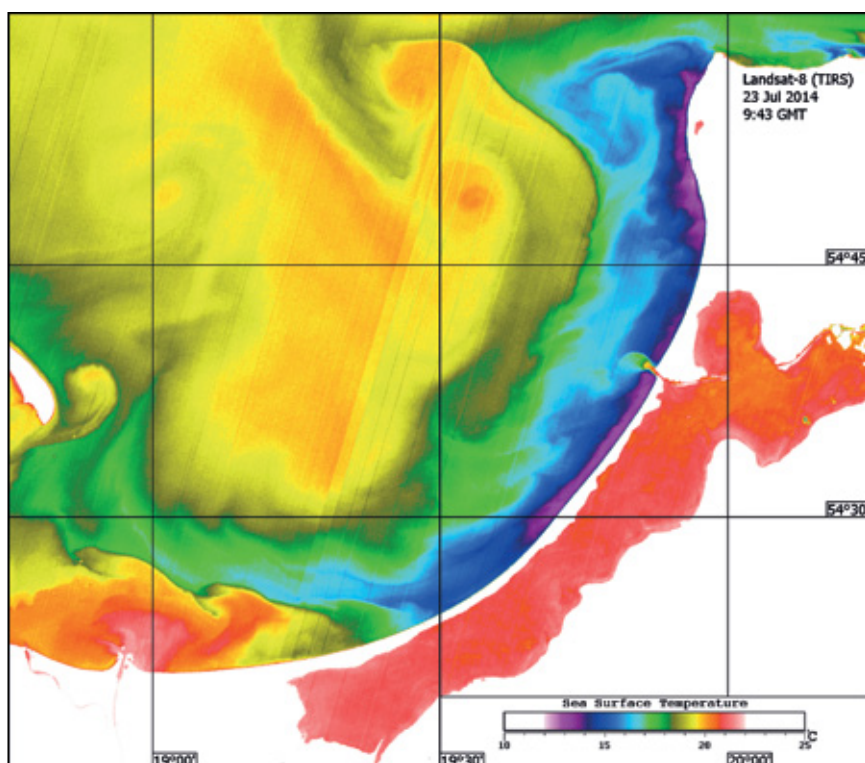 Landsat-8 (TIRS)
23 Jul 2014
9:43 GMT
54°45
54°30
Sea Surface Temperature
10 15 20 25 °C
19°00'
19°30
20°00'